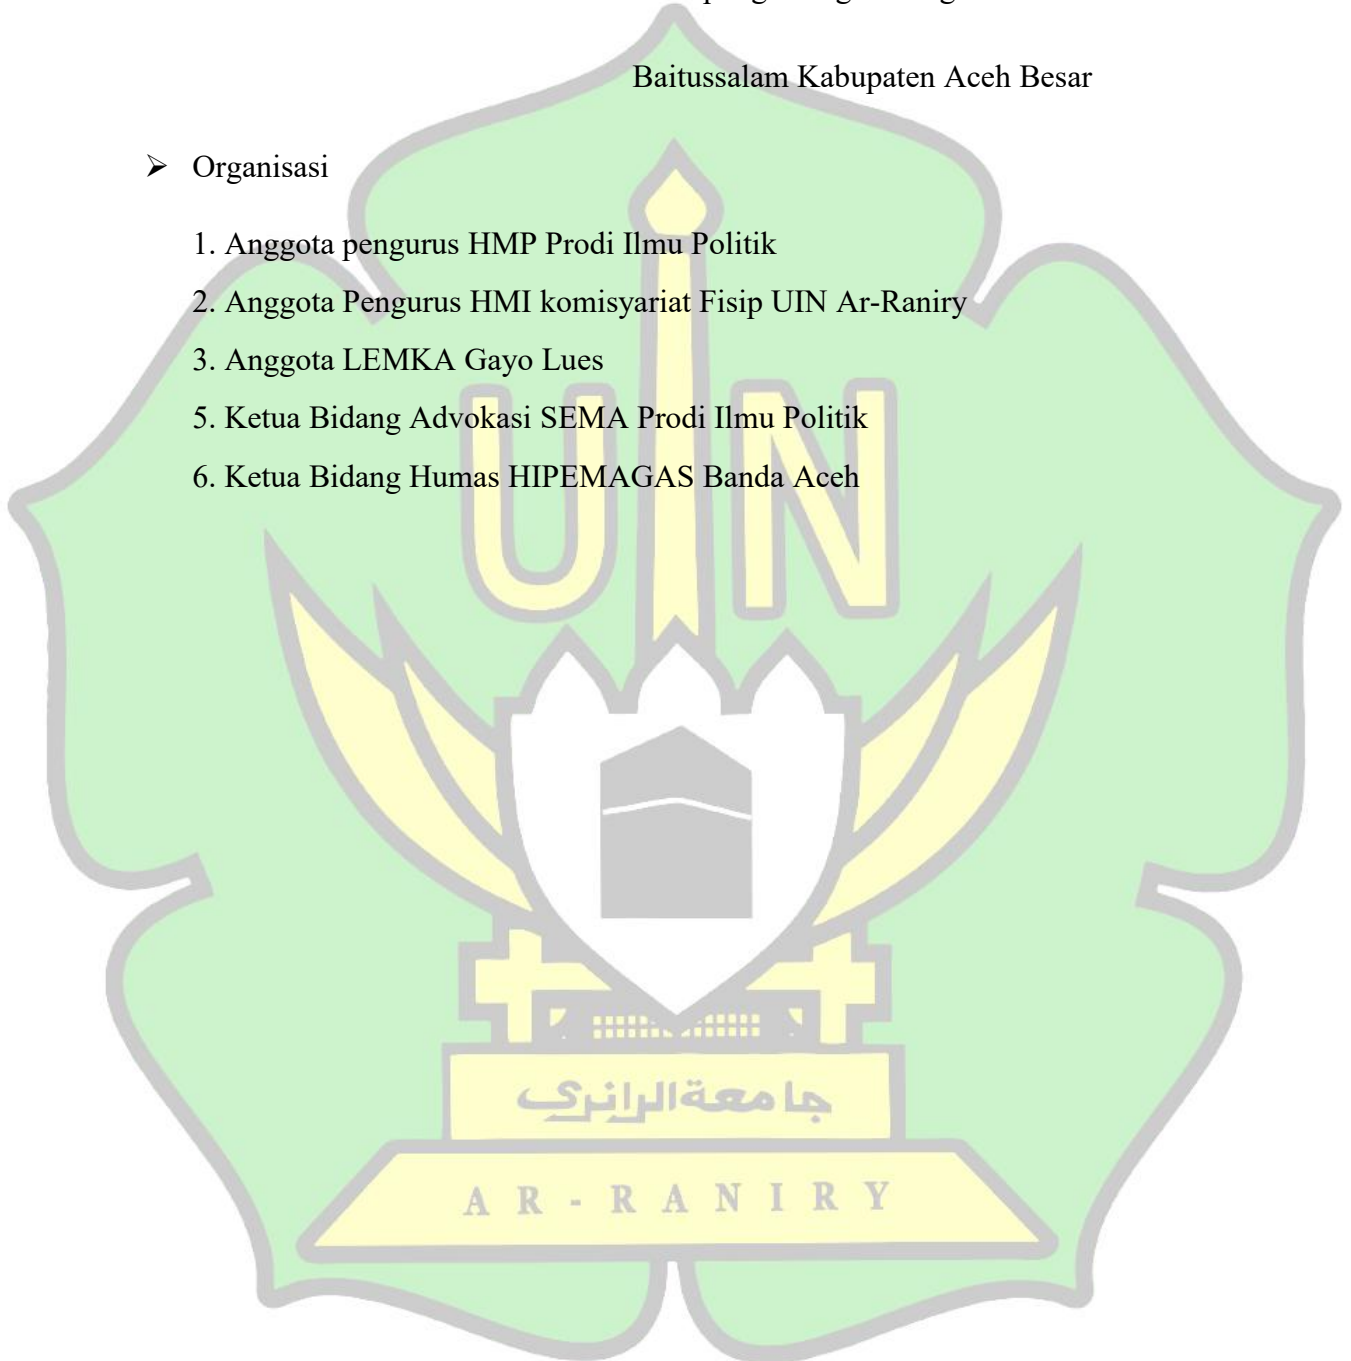 Baitussalam Kabupaten Aceh Besar
➢ Organisasi
1. Anggota pengurus HMP Prodi Ilmu Politik
2. Anggota Pengurus HMI komisyariat Fisip UIN Ar-Raniry
3. Anggota LEMKA Gayo Lues
5. Ketua Bidang Advokasi SEMA Prodi Ilmu Politik
6. Ketua Bidang Humas HIPEMAGAS Banda Aceh
UIN
جامعةالرانري
AR-RANIRY